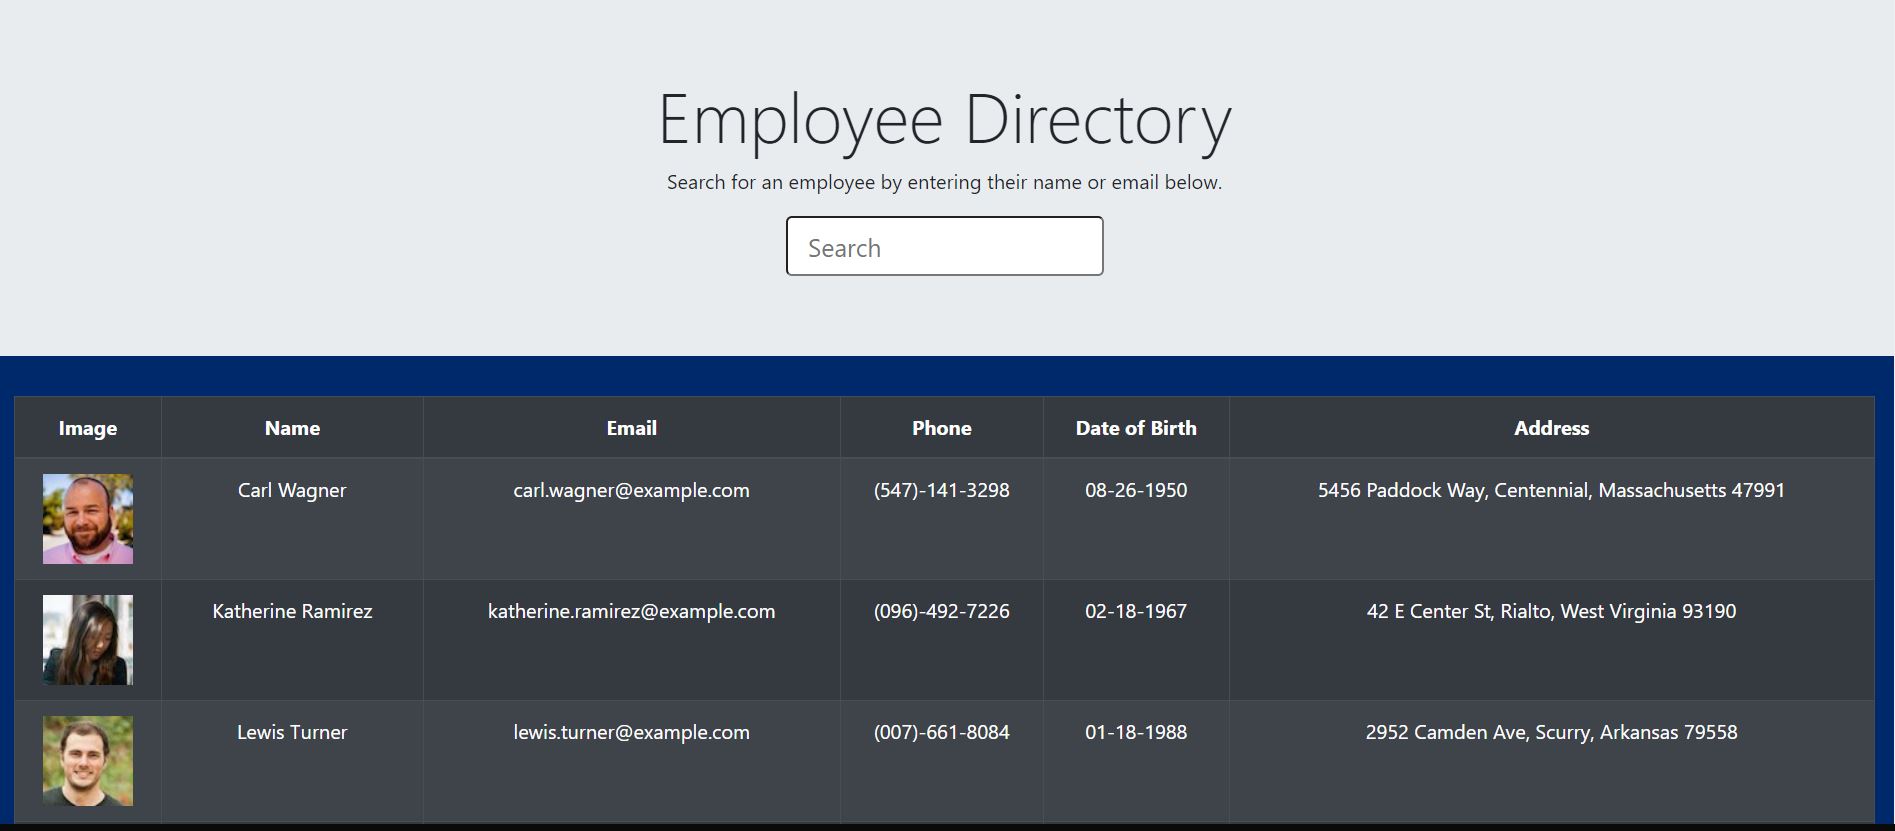 Employee Directory
Search for an employee by entering their name or email below.
Search
Image Name Email Phone Date of Birth Address
Carl Wagner carl.wagner@example.com (547)-141-3298 08-26-1950 5456 Paddock Way, Centennial, Massachusetts 47991
Katherine Ramirez katherine.ramirez@example.com (096)-492-7226 02-18-1967 42 E Center St, Rialto, West Virginia 93190
Lewis Turner lewis.turner@example.com (007)-661-8084 01-18-1988 2952 Camden Ave, Scurry, Arkansas 79558